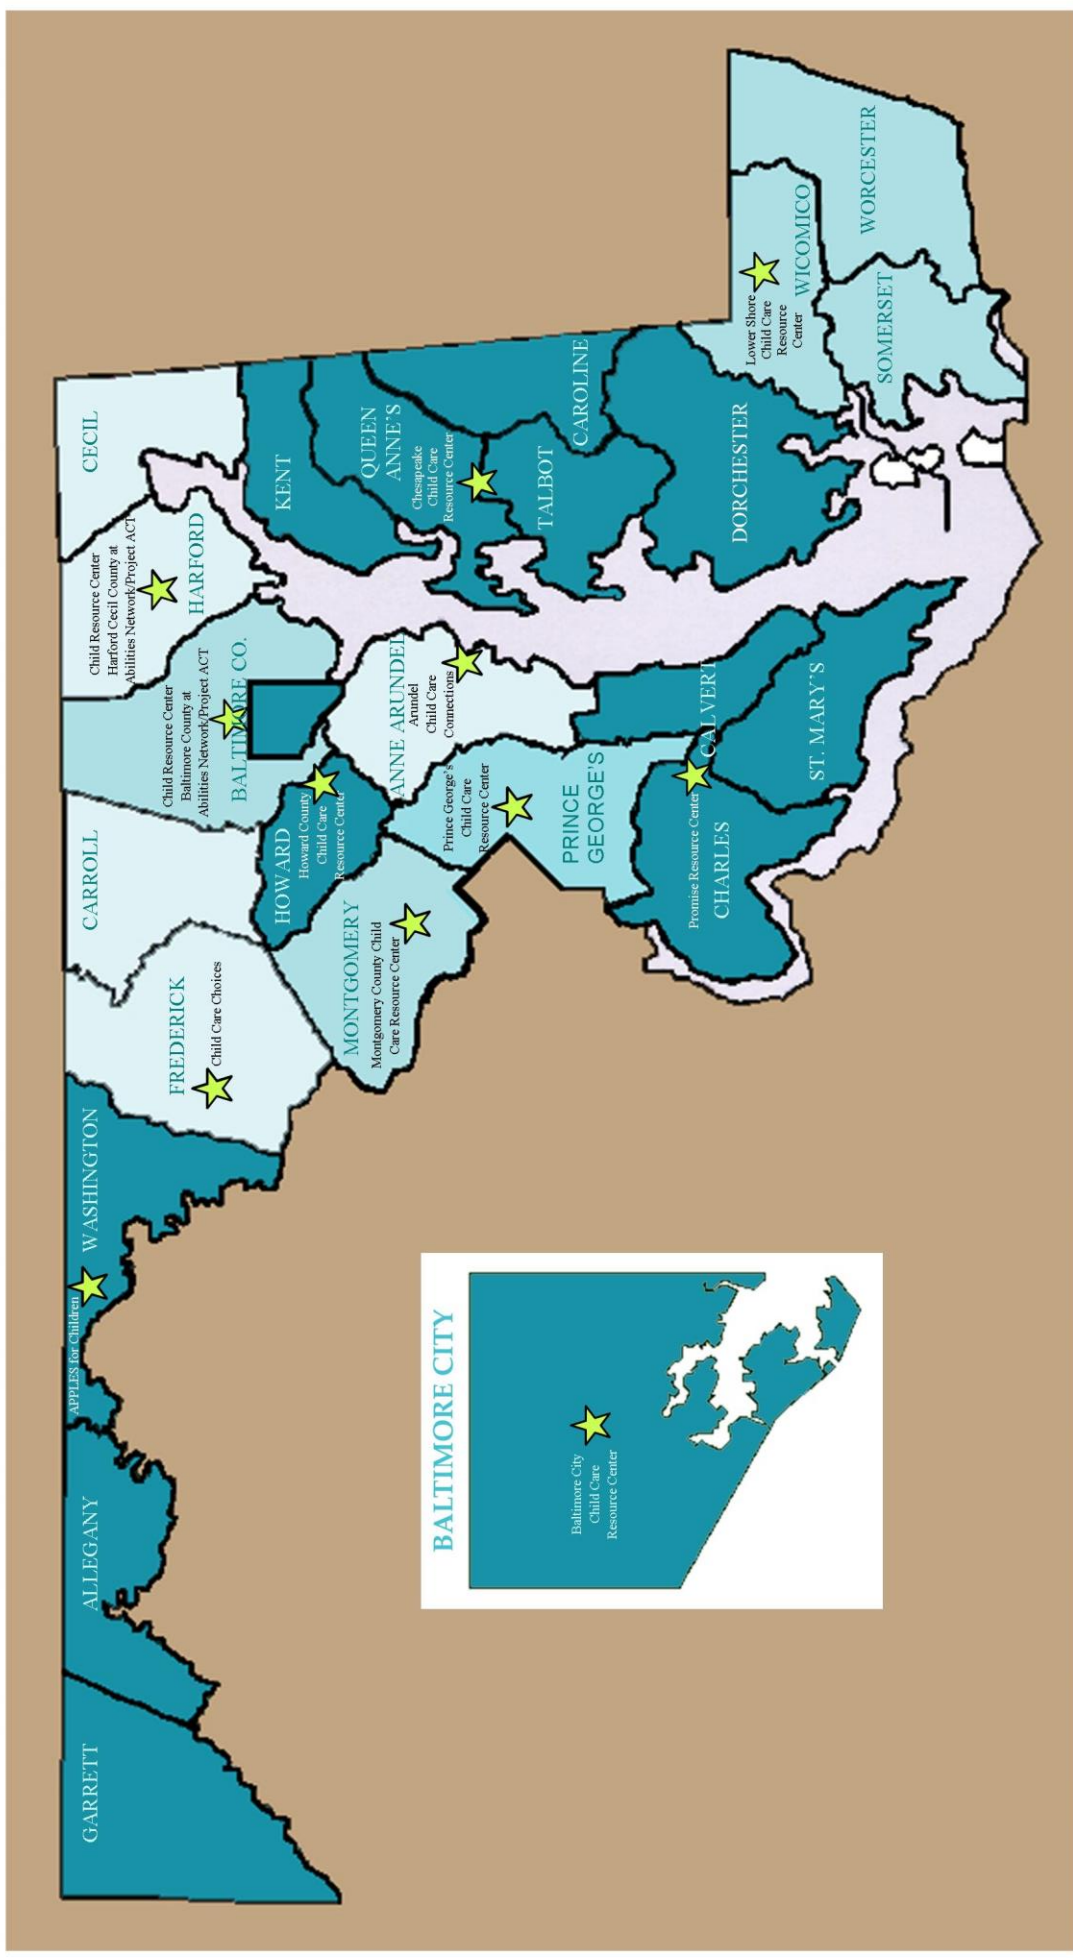 GARRETT
ALLEGANY
APPLES for Children
WASHINGTON
FREDERICK
Child Care Choices
CARROLL
Child Resource Center
Baltimore County at
Abilities Network/Project ACT
BALTIMORE CO.
Child Resource Center
Harford Cecil County at
Abilities Network/Project ACT
HARFORD
CECIL
HOWARD
Howard County
Child Care
Resource Center
MONTGOMERY
Montgomery County Child
Care Resource Center
ANNE ARUNDEL
Arundel
Child Care
Connections
Prince George's
Child Care
Resource Center
PRINCE
GEORGE'S
KENT
QUEEN
ANNE'S
Chesapeake
Child Care
Resource Center
TALBOT
CAROLINE
DORCHESTER
Promise Resource Center
CHARLES
CALVERT
ST. MARY'S
Lower Shore
Child Care
Resource
Center
WICOMICO
SOMERSET
WORCESTER
BALTIMORE CITY
Baltimore City
Child Care
Resource Center